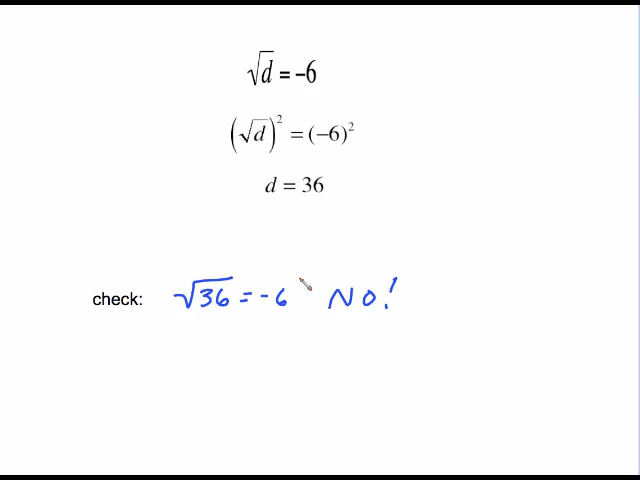 √d = -6
(√d)² = (-6)²
d = 36
check: √36 = -6 NO!